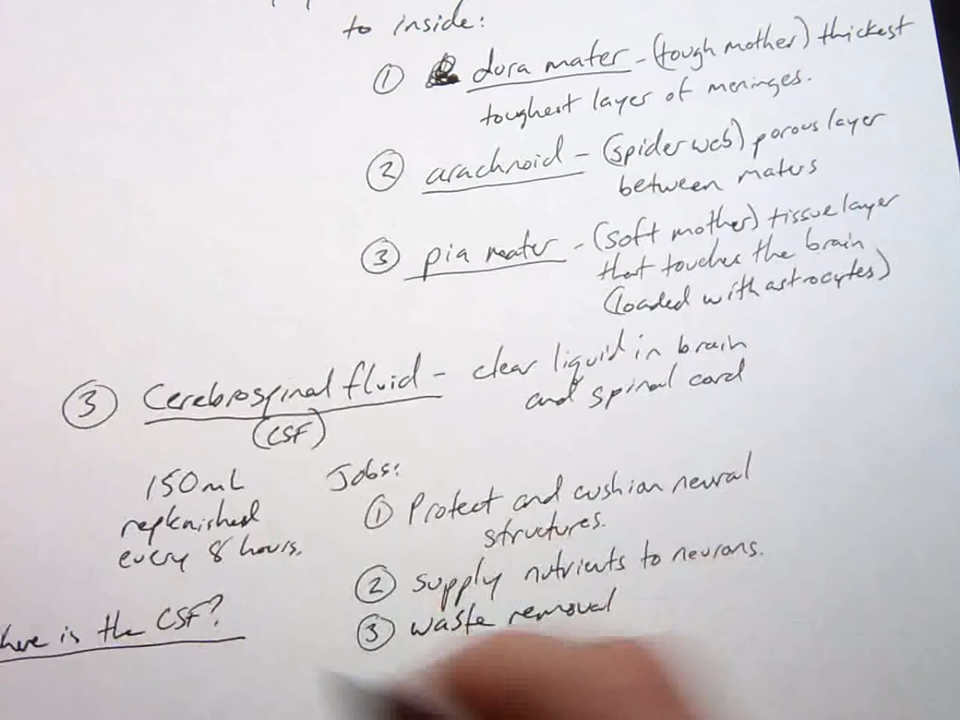 to inside:
① dura mater - (tough mother) thickest
toughest layer of meninges.
② arachnoid - (spider web) porous layer
between maters
③ pia mater - (soft mother) tissue layer
that touches the brain
(loaded with astrocytes)
③ Cerebrospinal fluid - clear liquid in brain
and spinal cord
(CSF)
150mL
replenished
every 8 hours.
Jobs:
① Protect and cushion neural
structures.
② supply nutrients to neurons.
③ waste removal
here is the CSF?